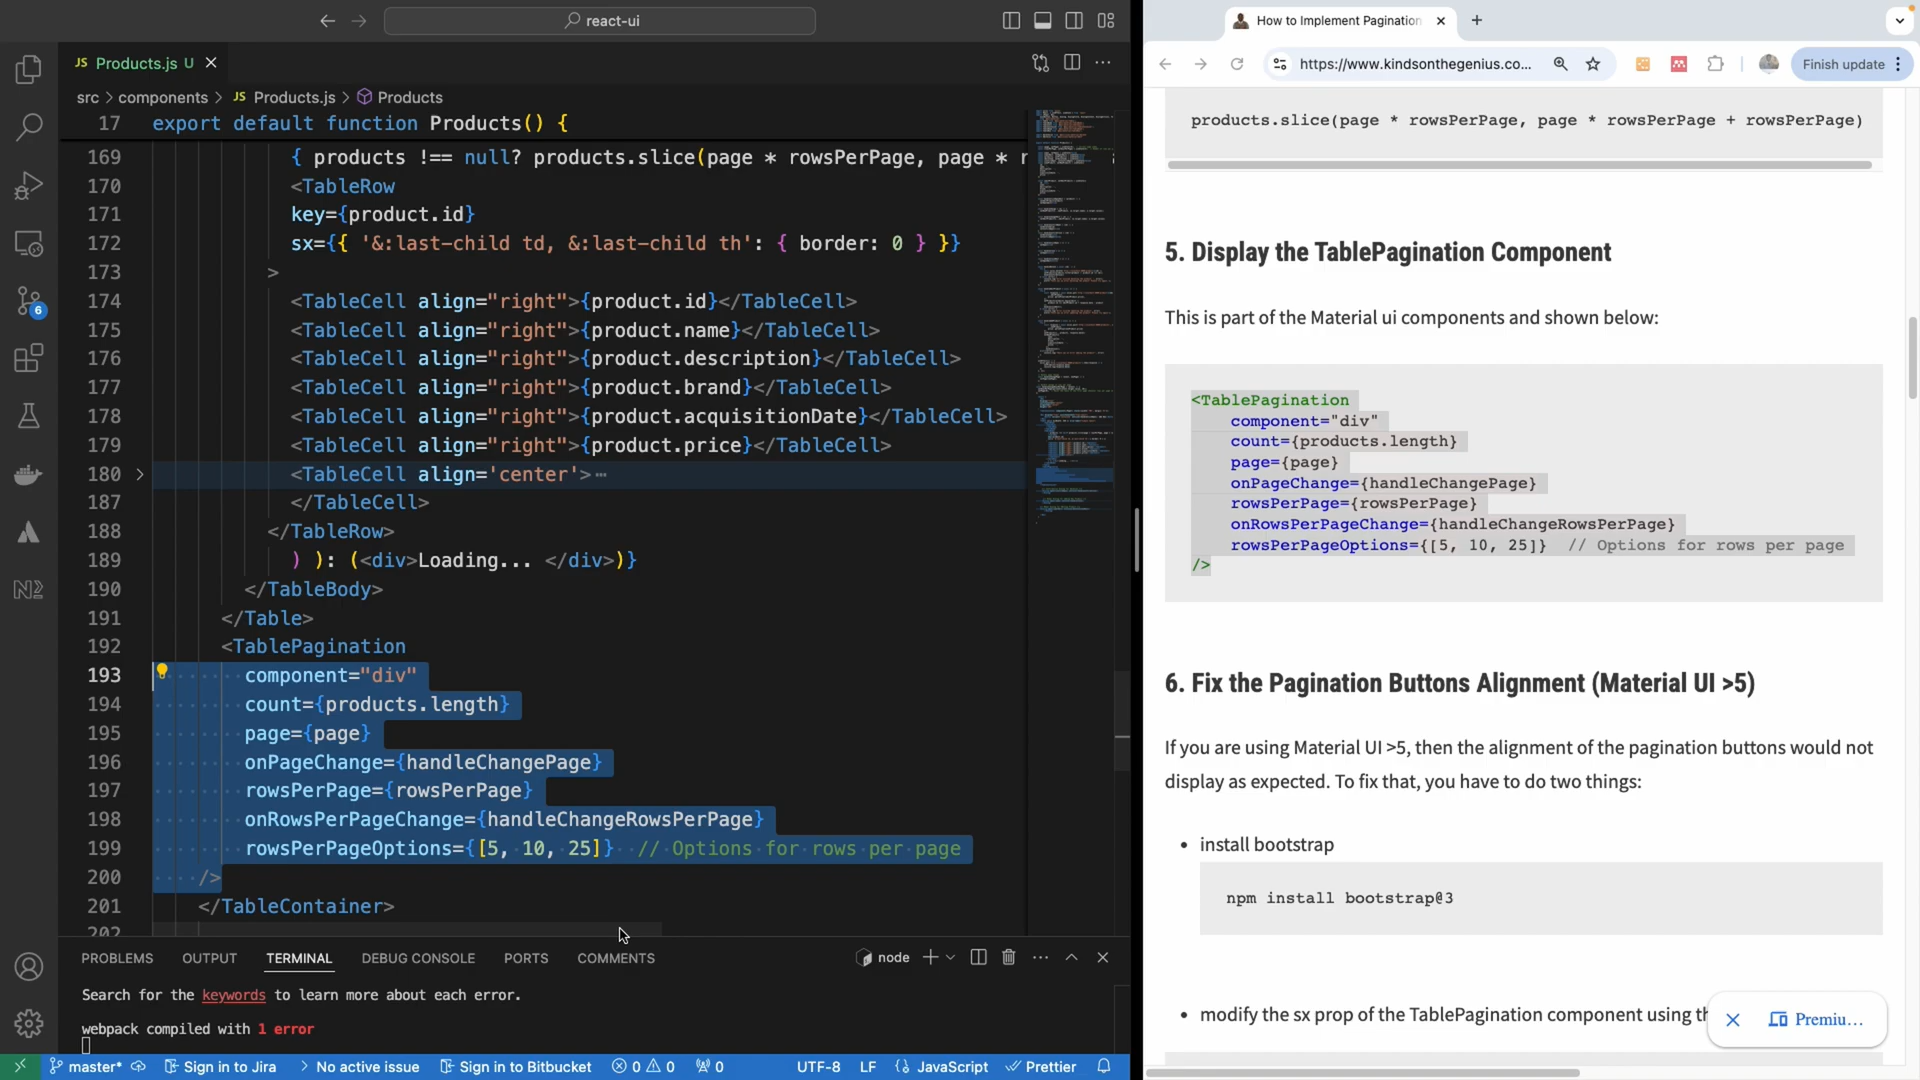 react-ui
JS Products.js U
src > components > JS Products.js > Products
17 export default function Products() {
169 { products !== null? products.slice(page * rowsPerPage, page * r
170 <TableRow
171 key={product.id}
172 sx={{ '&:last-child td, &:last-child th': { border: 0 } }}
173 >
174 <TableCell align="right">{product.id}</TableCell>
175 <TableCell align="right">{product.name}</TableCell>
176 <TableCell align="right">{product.description}</TableCell>
177 <TableCell align="right">{product.brand}</TableCell>
178 <TableCell align="right">{product.acquisitionDate}</TableCell>
179 <TableCell align="right">{product.price}</TableCell>
180 <TableCell align='center'>⋯
187 </TableCell>
188 </TableRow>
189 ) ): (<div>Loading... </div>)}
190 </TableBody>
191 </Table>
192 <TablePagination
193 component="div"
194 count={products.length}
195 page={page}
196 onPageChange={handleChangePage}
197 rowsPerPage={rowsPerPage}
198 onRowsPerPageChange={handleChangeRowsPerPage}
199 rowsPerPageOptions={[5, 10, 25]} // Options for rows per page
200 />
201 </TableContainer>
202
6
N2
PROBLEMS OUTPUT TERMINAL DEBUG CONSOLE PORTS COMMENTS
node
Search for the keywords to learn more about each error.
webpack compiled with 1 error
master* Sign in to Jira No active issue Sign in to Bitbucket 0 0 0 UTF-8 LF JavaScript Prettier
How to Implement Pagination
https://www.kindsonthegenius.co...
Finish update
products.slice(page * rowsPerPage, page * rowsPerPage + rowsPerPage)
5. Display the TablePagination Component
This is part of the Material ui components and shown below:
<TablePagination
component="div"
count={products.length}
page={page}
onPageChange={handleChangePage}
rowsPerPage={rowsPerPage}
onRowsPerPageChange={handleChangeRowsPerPage}
rowsPerPageOptions={[5, 10, 25]} // Options for rows per page
/>
6. Fix the Pagination Buttons Alignment (Material UI >5)
If you are using Material UI >5, then the alignment of the pagination buttons would not
display as expected. To fix that, you have to do two things:
• install bootstrap
npm install bootstrap@3
• modify the sx prop of the TablePagination component using th
Premiu...